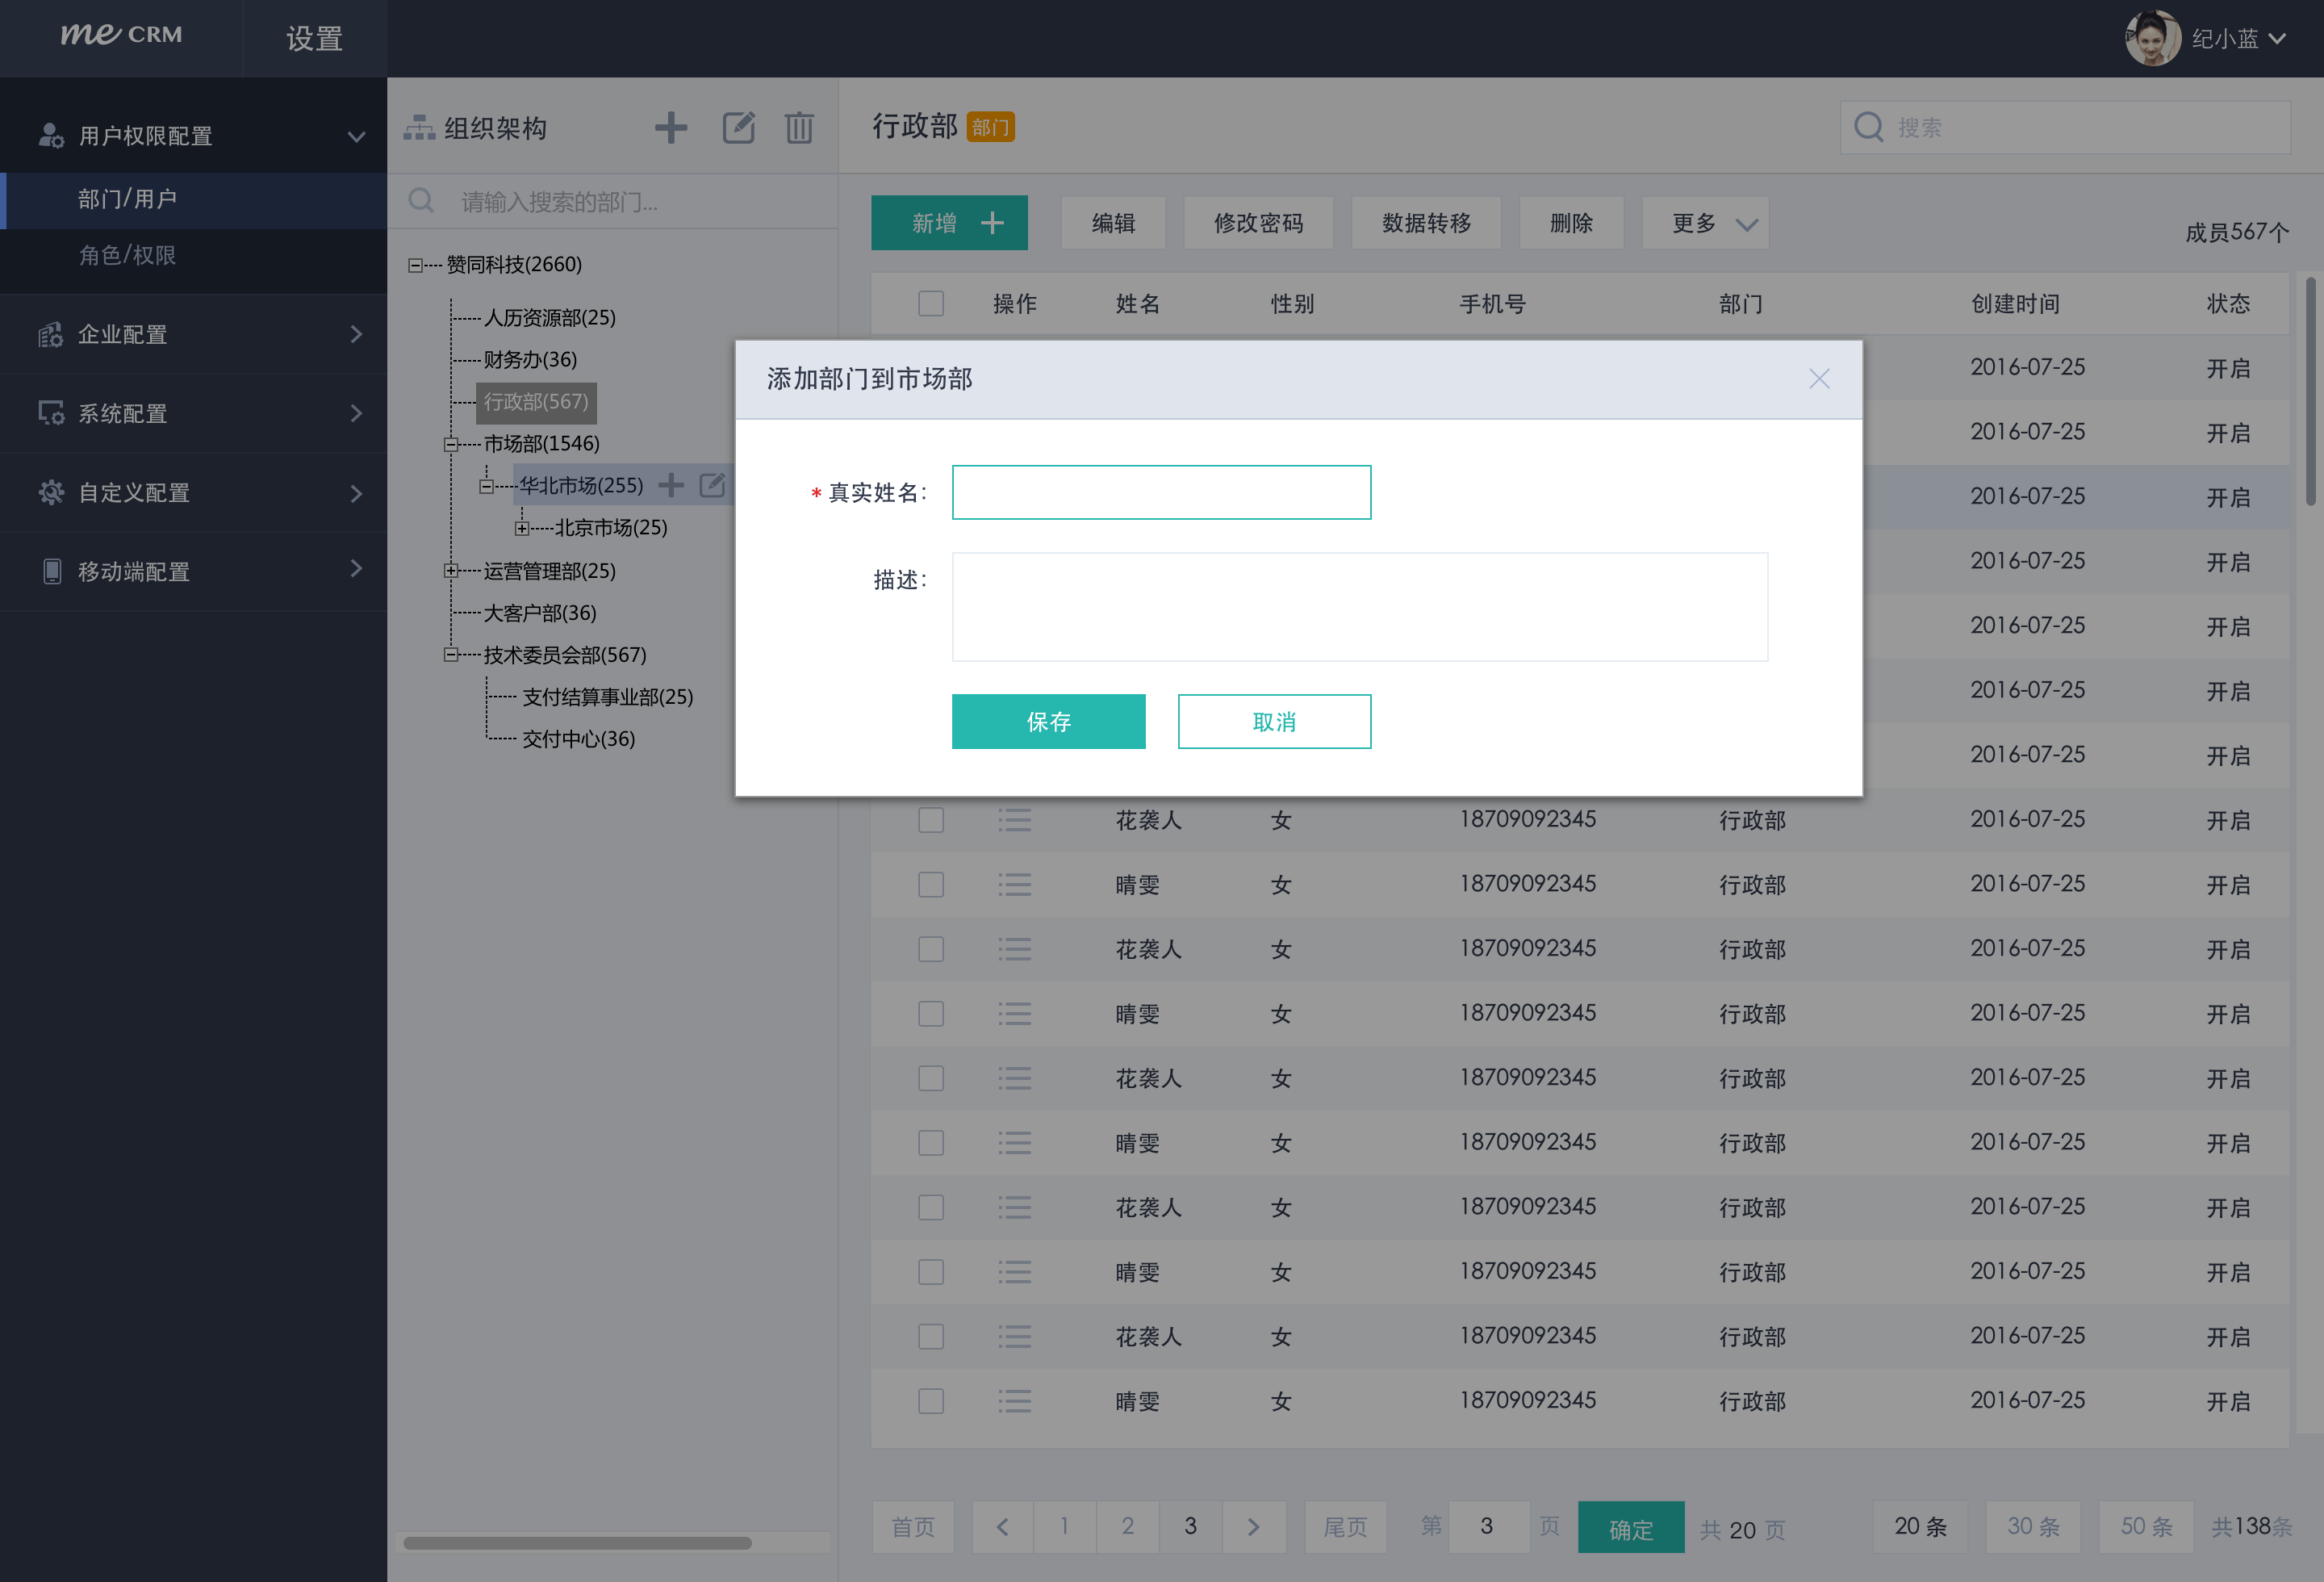 me CRM
设置
纪小蓝
用户权限配置
部门/用户
角色/权限
企业配置
系统配置
自定义配置
移动端配置
组织架构
请输入搜索的部门...
赞同科技(2660)
人历资源部(25)
财务办(36)
行政部(567)
市场部(1546)
华北市场(255)
北京市场(25)
运营管理部(25)
大客户部(36)
技术委员会部(567)
支付结算事业部(25)
交付中心(36)
行政部 部门
搜索
新增 编辑 修改密码 数据转移 删除 更多
成员567个
操作 姓名 性别 手机号 部门 创建时间 状态
2016-07-25 开启
2016-07-25 开启
2016-07-25 开启
2016-07-25 开启
2016-07-25 开启
2016-07-25 开启
2016-07-25 开启
添加部门到市场部
* 真实姓名:
描述:
保存 取消
花袭人 女 18709092345 行政部 2016-07-25 开启
晴雯 女 18709092345 行政部 2016-07-25 开启
花袭人 女 18709092345 行政部 2016-07-25 开启
晴雯 女 18709092345 行政部 2016-07-25 开启
花袭人 女 18709092345 行政部 2016-07-25 开启
晴雯 女 18709092345 行政部 2016-07-25 开启
花袭人 女 18709092345 行政部 2016-07-25 开启
晴雯 女 18709092345 行政部 2016-07-25 开启
花袭人 女 18709092345 行政部 2016-07-25 开启
晴雯 女 18709092345 行政部 2016-07-25 开启
首页 1 2 3 尾页 第 3 页 确定 共 20 页 20 条 30 条 50 条 共138条